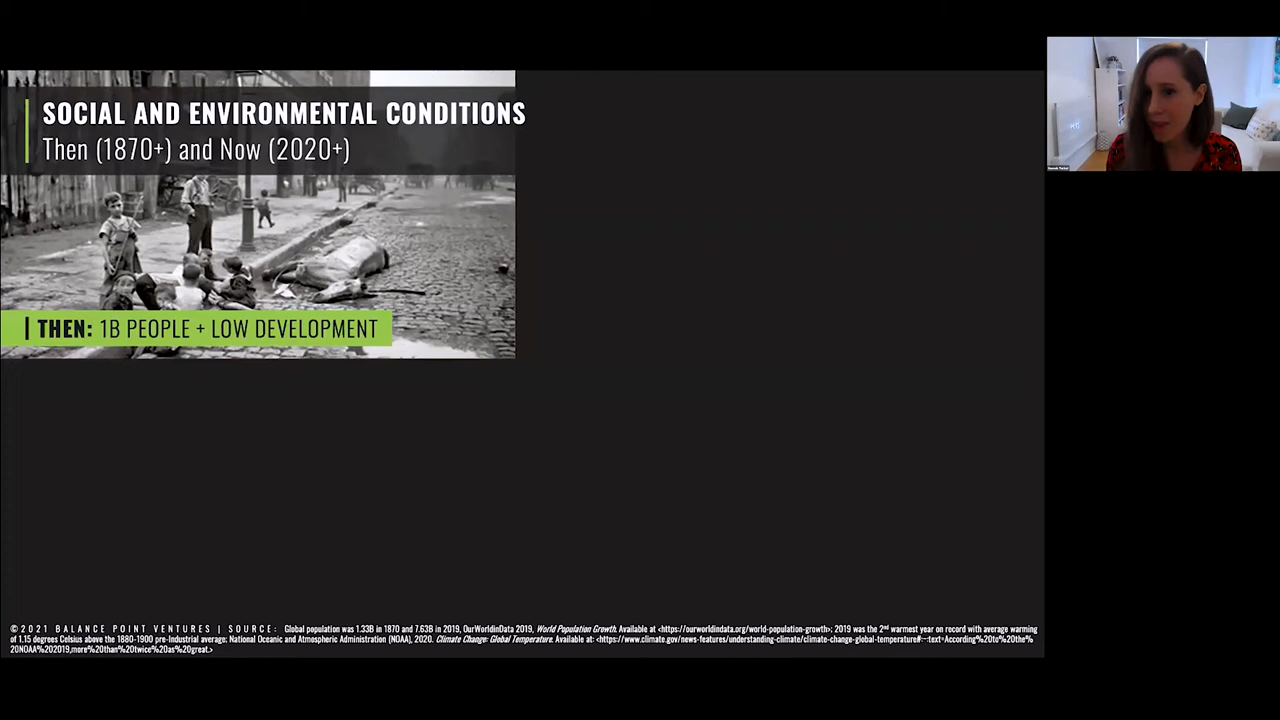 SOCIAL AND ENVIRONMENTAL CONDITIONS
Then (1870+) and Now (2020+)
THEN: 1B PEOPLE + LOW DEVELOPMENT
©2021 BALANCE POINT VENTURES | SOURCE: Global population was 1.33B in 1870 and 7.63B in 2019, OurWorldinData 2019, World Population Growth. Available at <https://ourworldindata.org/world-population-growth>; 2019 was the 2nd warmest year on record with average warming
of 1.15 degrees Celsius above the 1880-1900 pre-Industrial average; National Oceanic and Atmospheric Administration (NOAA), 2020. Climate Change: Global Temperature. Available at: <https://www.climate.gov/news-features/understanding-climate/climate-change-global-temperature#:~:text=According%20to%20the%
20NOAA%202019,more%20than%20twice%20as%20great.>